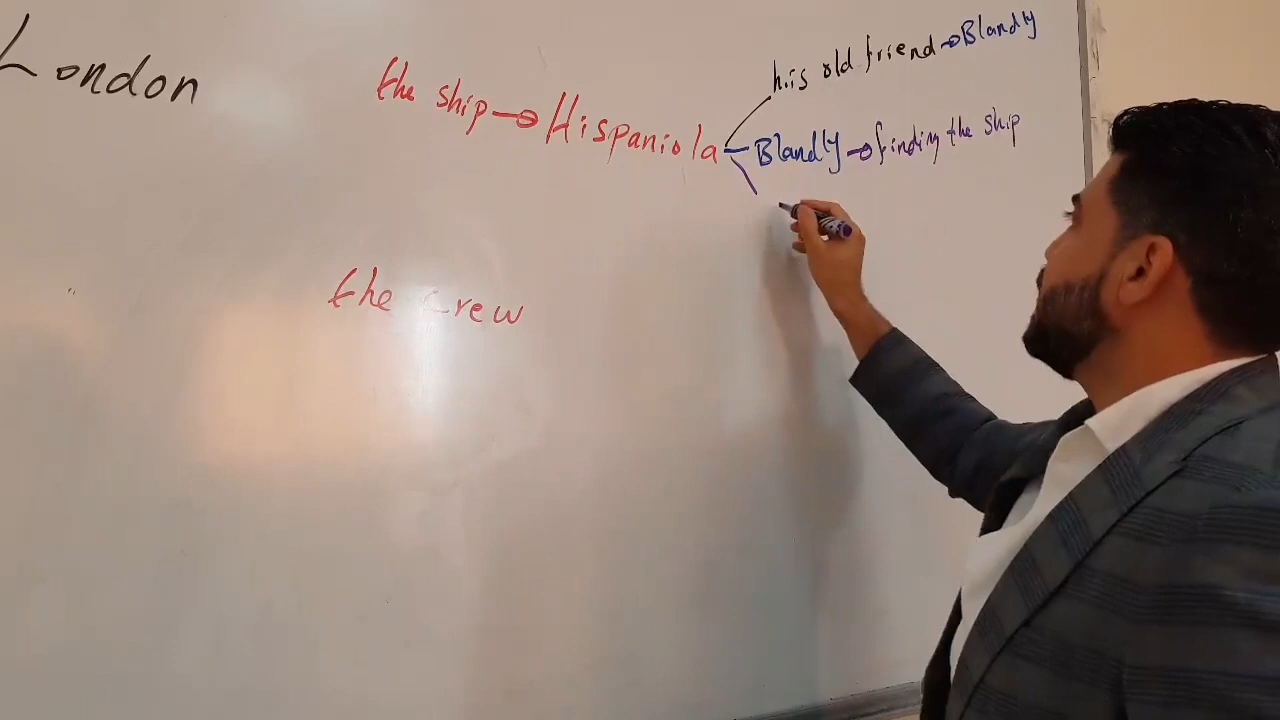 London
the ship → Hispaniola
his old friend → Blandly
Blandly → finding the ship
the crew